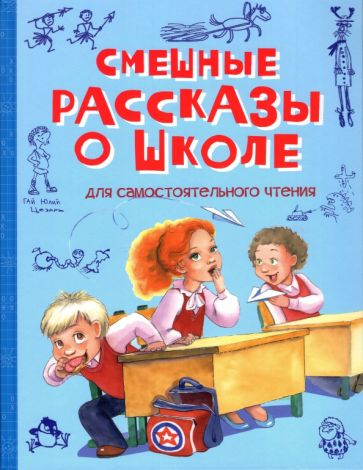 СМЕШНЫЕ
РАССКАЗЫ
О ШКОЛЕ
для самостоятельного чтения
ГАЙ ЮЛИЙ
Цезарь